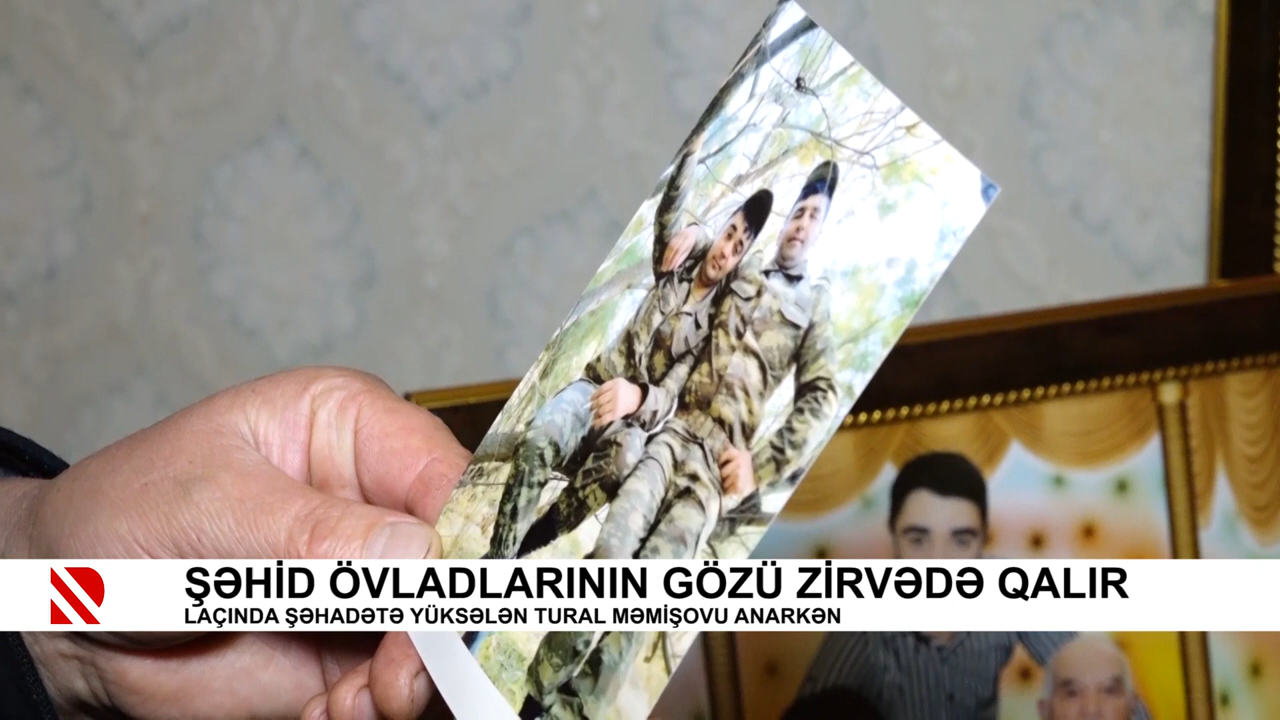 ŞƏHİD ÖVLADLARININ GÖZÜ ZİRVƏDƏ QALIR
LAÇINDA ŞƏHADƏTƏ YÜKSƏLƏN TURAL MƏMİŞOVU ANARKƏN